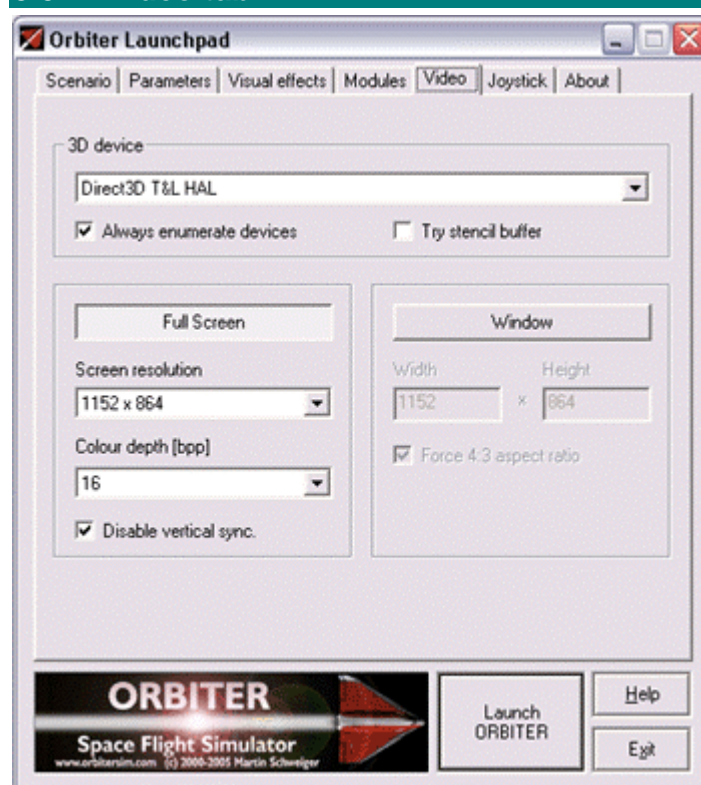 Orbiter Launchpad
Scenario Parameters Visual effects Modules Video Joystick About
3D device
Direct3D T&L HAL
Always enumerate devices Try stencil buffer
Full Screen Window
Screen resolution Width Height
1152 x 864 1152 × 864
Colour depth [bpp] Force 4:3 aspect ratio
16
Disable vertical sync.
ORBITER
Space Flight Simulator
www.orbitersim.com (c) 2000-2005 Martin Schweiger
Launch
ORBITER
Help
Exit